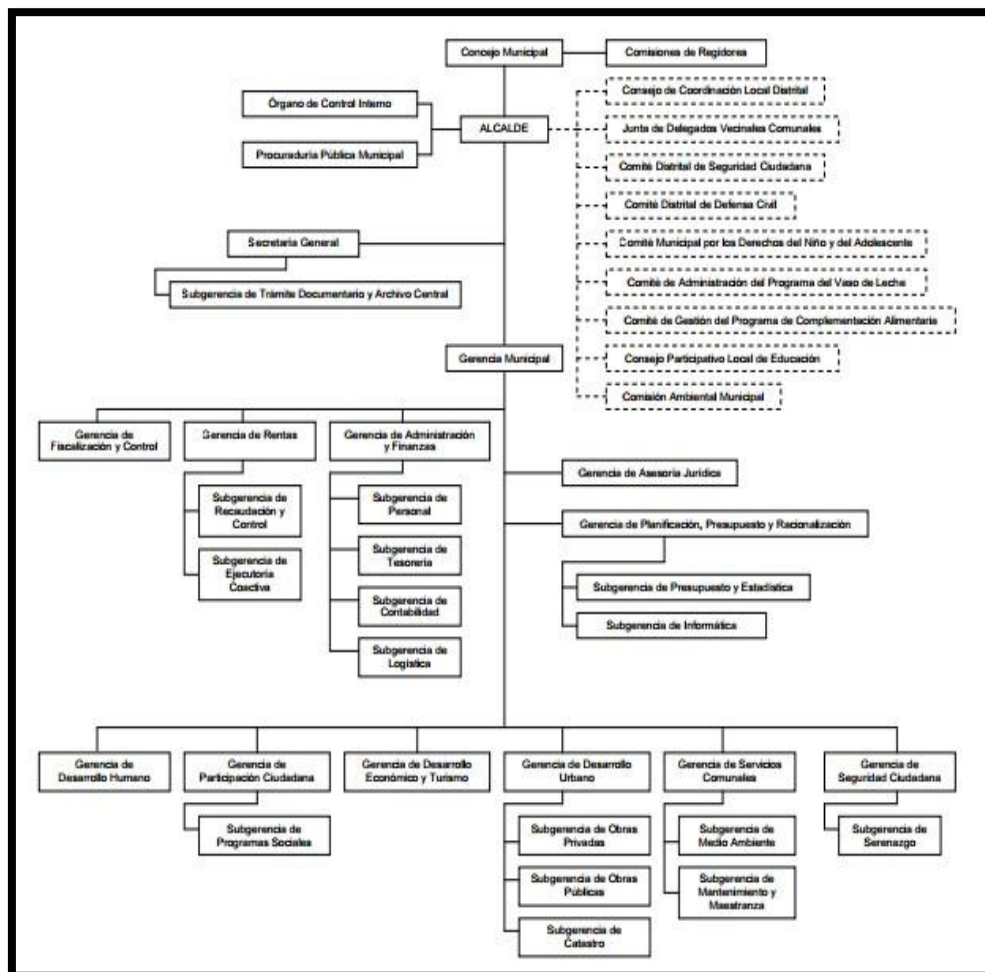 Concejo Municipal
Comisiones de Regidores
Consejo de Coordinación Local Distrital
Órgano de Control Interno
ALCALDE
Junta de Delegados Vecinales Comunales
Procuraduría Pública Municipal
Comité Distrital de Seguridad Ciudadana
Comité Distrital de Defensa Civil
Secretaría General
Comité Municipal por los Derechos del Niño y del Adolescente
Subgerencia de Trámite Documentario y Archivo Central
Comité de Administración del Programa del Vaso de Leche
Comité de Gestión del Programa de Complementación Alimentaria
Gerencia Municipal
Consejo Participativo Local de Educación
Comisión Ambiental Municipal
Gerencia de
Fiscalización y Control
Gerencia de Rentas
Gerencia de Administración
y Finanzas
Gerencia de Asesoría Jurídica
Subgerencia de
Recaudación y
Control
Subgerencia de
Personal
Gerencia de Planificación, Presupuesto y Racionalización
Subgerencia de
Ejecutoría
Coactiva
Subgerencia de
Tesorería
Subgerencia de Presupuesto y Estadística
Subgerencia de
Contabilidad
Subgerencia de Informática
Subgerencia de
Logística
Gerencia de
Desarrollo Humano
Gerencia de
Participación Ciudadana
Gerencia de Desarrollo
Económico y Turismo
Gerencia de Desarrollo
Urbano
Gerencia de Servicios
Comunales
Gerencia de
Seguridad Ciudadana
Subgerencia de
Programas Sociales
Subgerencia de Obras
Privadas
Subgerencia de
Medio Ambiente
Subgerencia de
Serenazgo
Subgerencia de Obras
Públicas
Subgerencia de
Mantenimiento y
Maestranza
Subgerencia de
Catastro